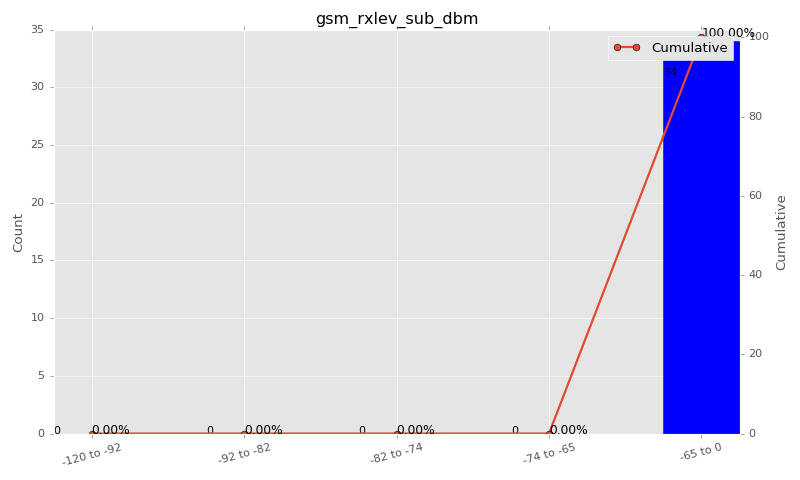 gsm_rxlev_sub_dbm
35
30
25
20
15
10
5
0
Count
100
80
60
40
20
0
Cumulative
Cumulative
100.00%
34
0 0.00%
0 0.00%
0 0.00%
0 0.00%
-120 to -92
-92 to -82
-82 to -74
-74 to -65
-65 to 0